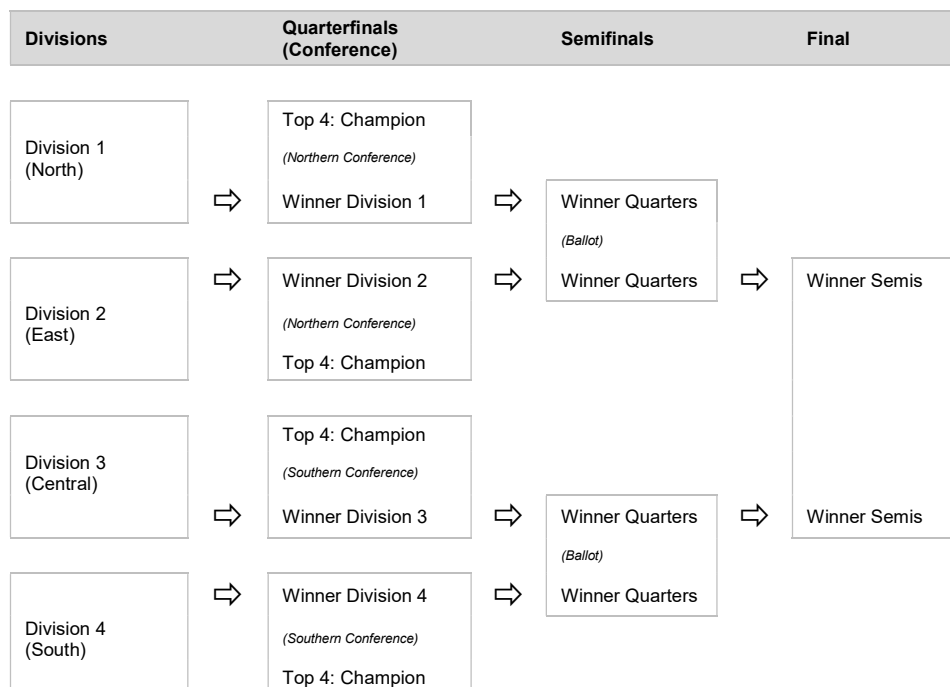 Divisions
Quarterfinals
(Conference)
Semifinals
Final
Division 1
(North)
Top 4: Champion
(Northern Conference)
Winner Division 1
Winner Quarters
(Ballot)
Winner Quarters
Division 2
(East)
Winner Division 2
(Northern Conference)
Top 4: Champion
Winner Semis
Division 3
(Central)
Top 4: Champion
(Southern Conference)
Winner Division 3
Winner Quarters
(Ballot)
Winner Quarters
Winner Semis
Division 4
(South)
Winner Division 4
(Southern Conference)
Top 4: Champion